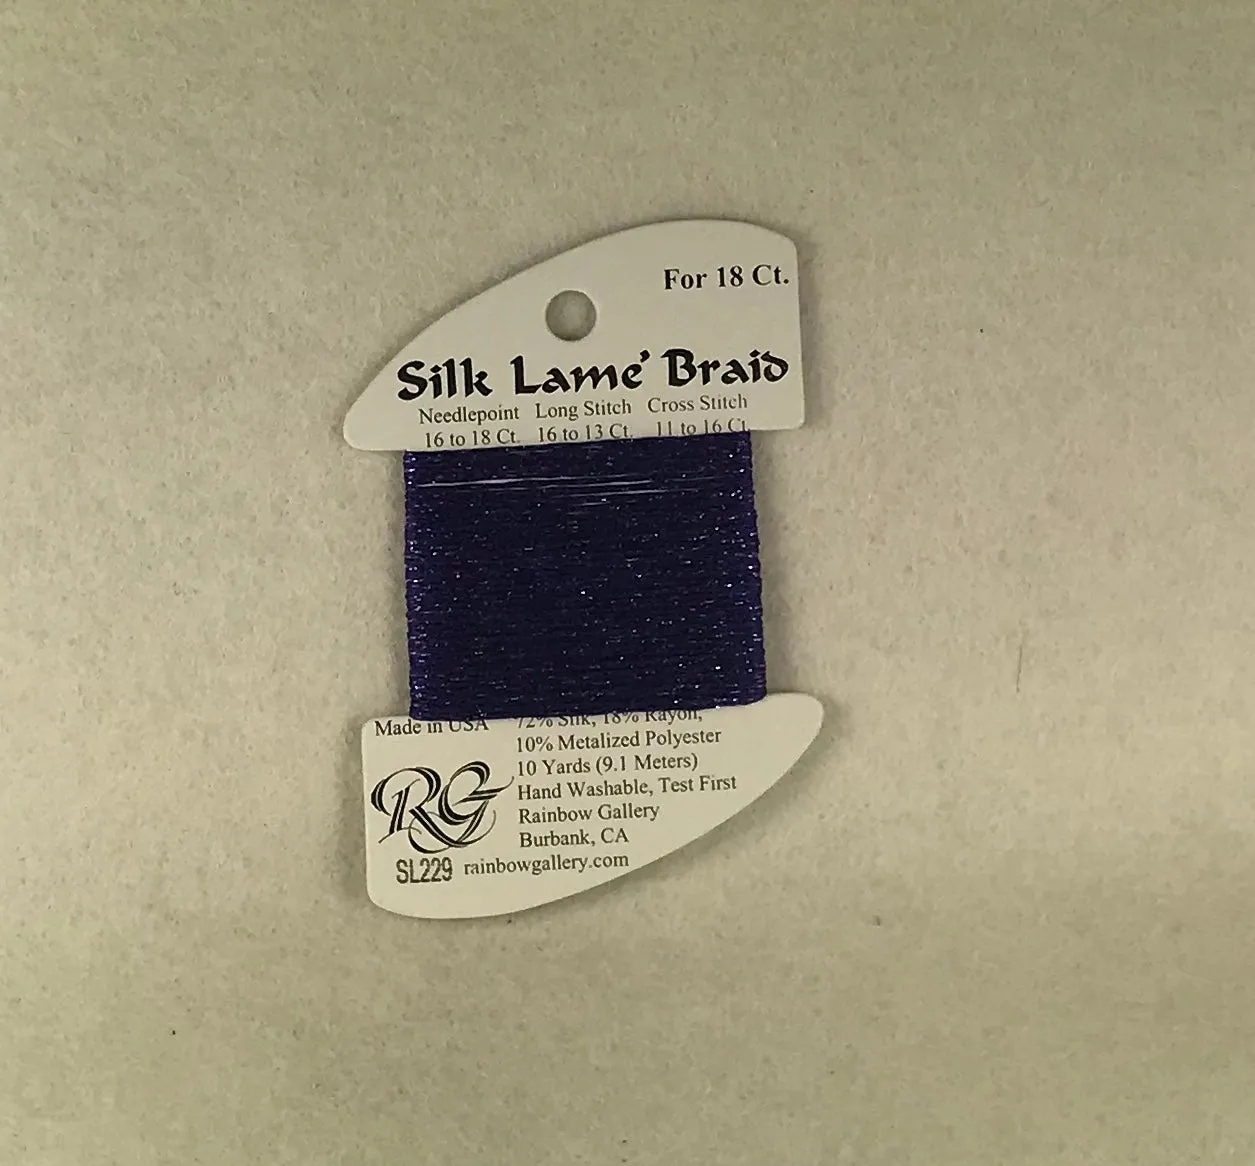 For 18 Ct.
Silk Lame' Braid
Needlepoint Long Stitch Cross Stitch
16 to 18 Ct. 16 to 13 Ct. 11 to 16 Ct.
Made in USA 72% Silk, 18% Rayon,
10% Metalized Polyester
10 Yards (9.1 Meters)
Hand Washable, Test First
RG
Rainbow Gallery
Burbank, CA
SL229 rainbowgallery.com